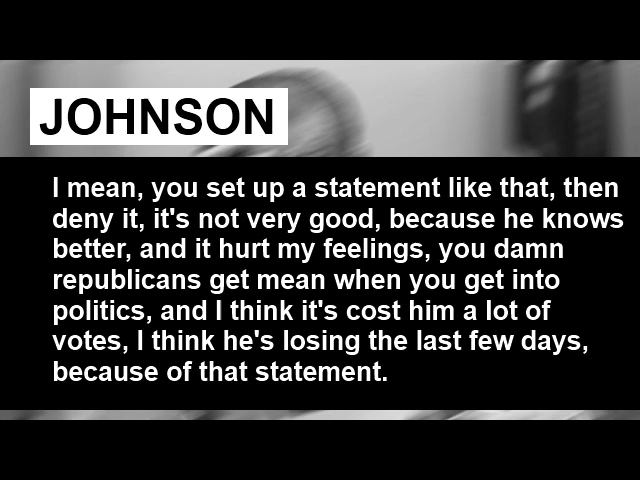 JOHNSON
I mean, you set up a statement like that, then
deny it, it's not very good, because he knows
better, and it hurt my feelings, you damn
republicans get mean when you get into
politics, and I think it's cost him a lot of
votes, I think he's losing the last few days,
because of that statement.